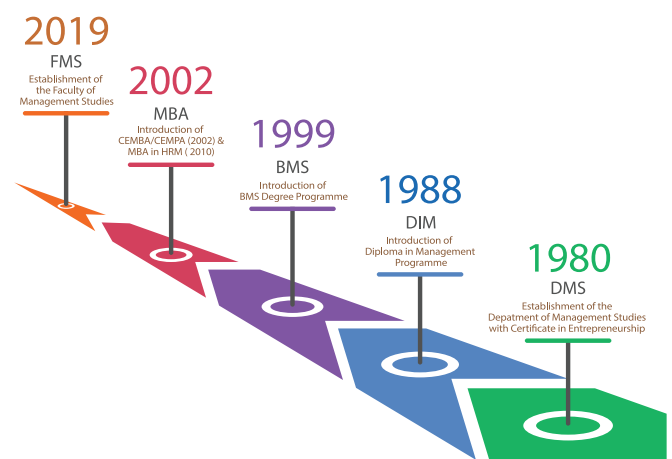 2019
FMS
Establishment of
the Faculty of
Management Studies
2002
MBA
Introduction of
CEMBA/CEMPA (2002) &
MBA in HRM ( 2010)
1999
BMS
Introduction of
BMS Degree Programme
1988
DIM
Introduction of
Diploma in Management
Programme
1980
DMS
Establishment of the
Depatment of Management Studies
with Certificate in Entrepreneurship